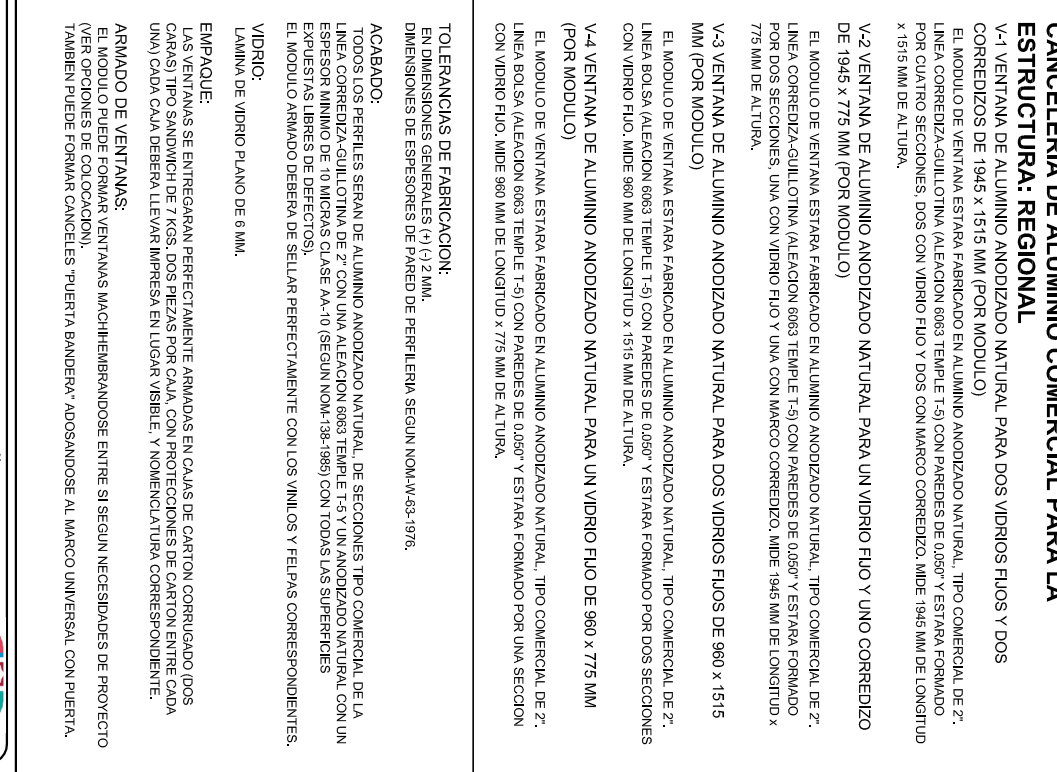 CANCELERIA DE ALUMINIO COMERCIAL PARA LA
ESTRUCTURA: REGIONAL
V-1 VENTANA DE ALUMINIO ANODIZADO NATURAL PARA DOS VIDRIOS FIJOS Y DOS
CORREDIZOS DE 1945 x 1515 MM (POR MODULO)
EL MODULO DE VENTANA ESTARA FABRICADO EN ALUMINIO ANODIZADO NATURAL, TIPO COMERCIAL DE 2".
LINEA CORREDIZA-GUILLOTINA (ALEACION 6063 TEMPLE T-5) CON PAREDES DE 0.050" Y ESTARA FORMADO
POR CUATRO SECCIONES, DOS CON VIDRIO FIJO Y DOS CON MARCO CORREDIZO. MIDE 1945 MM DE LONGITUD
x 1515 MM DE ALTURA.
V-2 VENTANA DE ALUMINIO ANODIZADO NATURAL PARA UN VIDRIO FIJO Y UNO CORREDIZO
DE 1945 x 775 MM (POR MODULO)
EL MODULO DE VENTANA ESTARA FABRICADO EN ALUMINIO ANODIZADO NATURAL, TIPO COMERCIAL DE 2".
LINEA CORREDIZA-GUILLOTINA (ALEACION 6063 TEMPLE T-5) CON PAREDES DE 0.050" Y ESTARA FORMADO
POR DOS SECCIONES, UNA CON VIDRIO FIJO Y UNA CON MARCO CORREDIZO. MIDE 1945 MM DE LONGITUD x
775 MM DE ALTURA.
V-3 VENTANA DE ALUMINIO ANODIZADO NATURAL PARA DOS VIDRIOS FIJOS DE 960 x 1515
MM (POR MODULO)
EL MODULO DE VENTANA ESTARA FABRICADO EN ALUMINIO ANODIZADO NATURAL, TIPO COMERCIAL DE 2".
LINEA BOLSA (ALEACION 6063 TEMPLE T-5) CON PAREDES DE 0.050" Y ESTARA FORMADO POR DOS SECCIONES
CON VIDRIO FIJO. MIDE 960 MM DE LONGITUD x 1515 MM DE ALTURA.
V-4 VENTANA DE ALUMINIO ANODIZADO NATURAL PARA UN VIDRIO FIJO DE 960 x 775 MM
(POR MODULO)
EL MODULO DE VENTANA ESTARA FABRICADO EN ALUMINIO ANODIZADO NATURAL, TIPO COMERCIAL DE 2".
LINEA BOLSA (ALEACION 6063 TEMPLE T-5) CON PAREDES DE 0.050" Y ESTARA FORMADO POR UNA SECCION
CON VIDRIO FIJO. MIDE 960 MM DE LONGITUD x 775 MM DE ALTURA.
TOLERANCIAS DE FABRICACION:
EN DIMENSIONES GENERALES (+) (-) 2 MM.
DIMENSIONES DE ESPESORES DE PARED DE PERFILERIA SEGUN NOM-W-63-1976.
ACABADO:
TODOS LOS PERFILES SERAN DE ALUMINIO ANODIZADO NATURAL, DE SECCIONES TIPO COMERCIAL DE LA
LINEA CORREDIZA-GUILLOTINA DE 2" CON UNA ALEACION 6063 TEMPLE T-5 Y UN ANODIZADO NATURAL CON UN
ESPESOR MINIMO DE 10 MICRAS CLASE AA-10 (SEGUN NOM-138-1985) CON TODAS LAS SUPERFICIES
EXPUESTAS LIBRES DE DEFECTOS).
EL MODULO ARMADO DEBERA DE SELLAR PERFECTAMENTE CON LOS VINILOS Y FELPAS CORRESPONDIENTES.
VIDRIO:
LAMINA DE VIDRIO PLANO DE 6 MM.
EMPAQUE:
LAS VENTANAS SE ENTREGARAN PERFECTAMENTE ARMADAS EN CAJAS DE CARTON CORRUGADO (DOS
CARAS) TIPO SANDWICH DE 7 KGS. DOS PIEZAS POR CAJA, CON PROTECCIONES DE CARTON ENTRE CADA
UNA) CADA CAJA DEBERA LLEVAR IMPRESA EN LUGAR VISIBLE, Y NOMENCLATURA CORRESPONDIENTE.
ARMADO DE VENTANAS:
EL MODULO PUEDE FORMAR VENTANAS MACHIHEMBRANDOSE ENTRE SI SEGUN NECESIDADES DE PROYECTO
(VER OPCIONES DE COLOCACION).
TAMBIEN PUEDE FORMAR CANCELES "PUERTA BANDERA" ADOSANDOSE AL MARCO UNIVERSAL CON PUERTA.